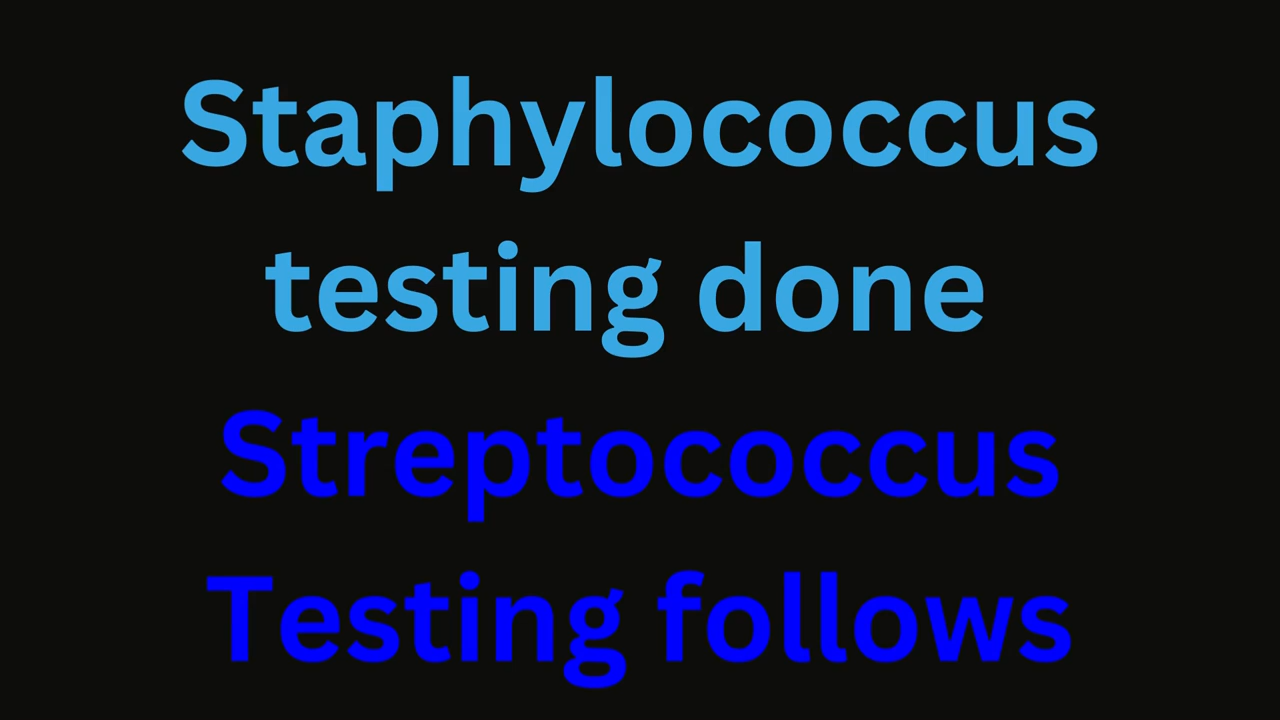 Staphylococcus
testing done
Streptococcus
Testing follows